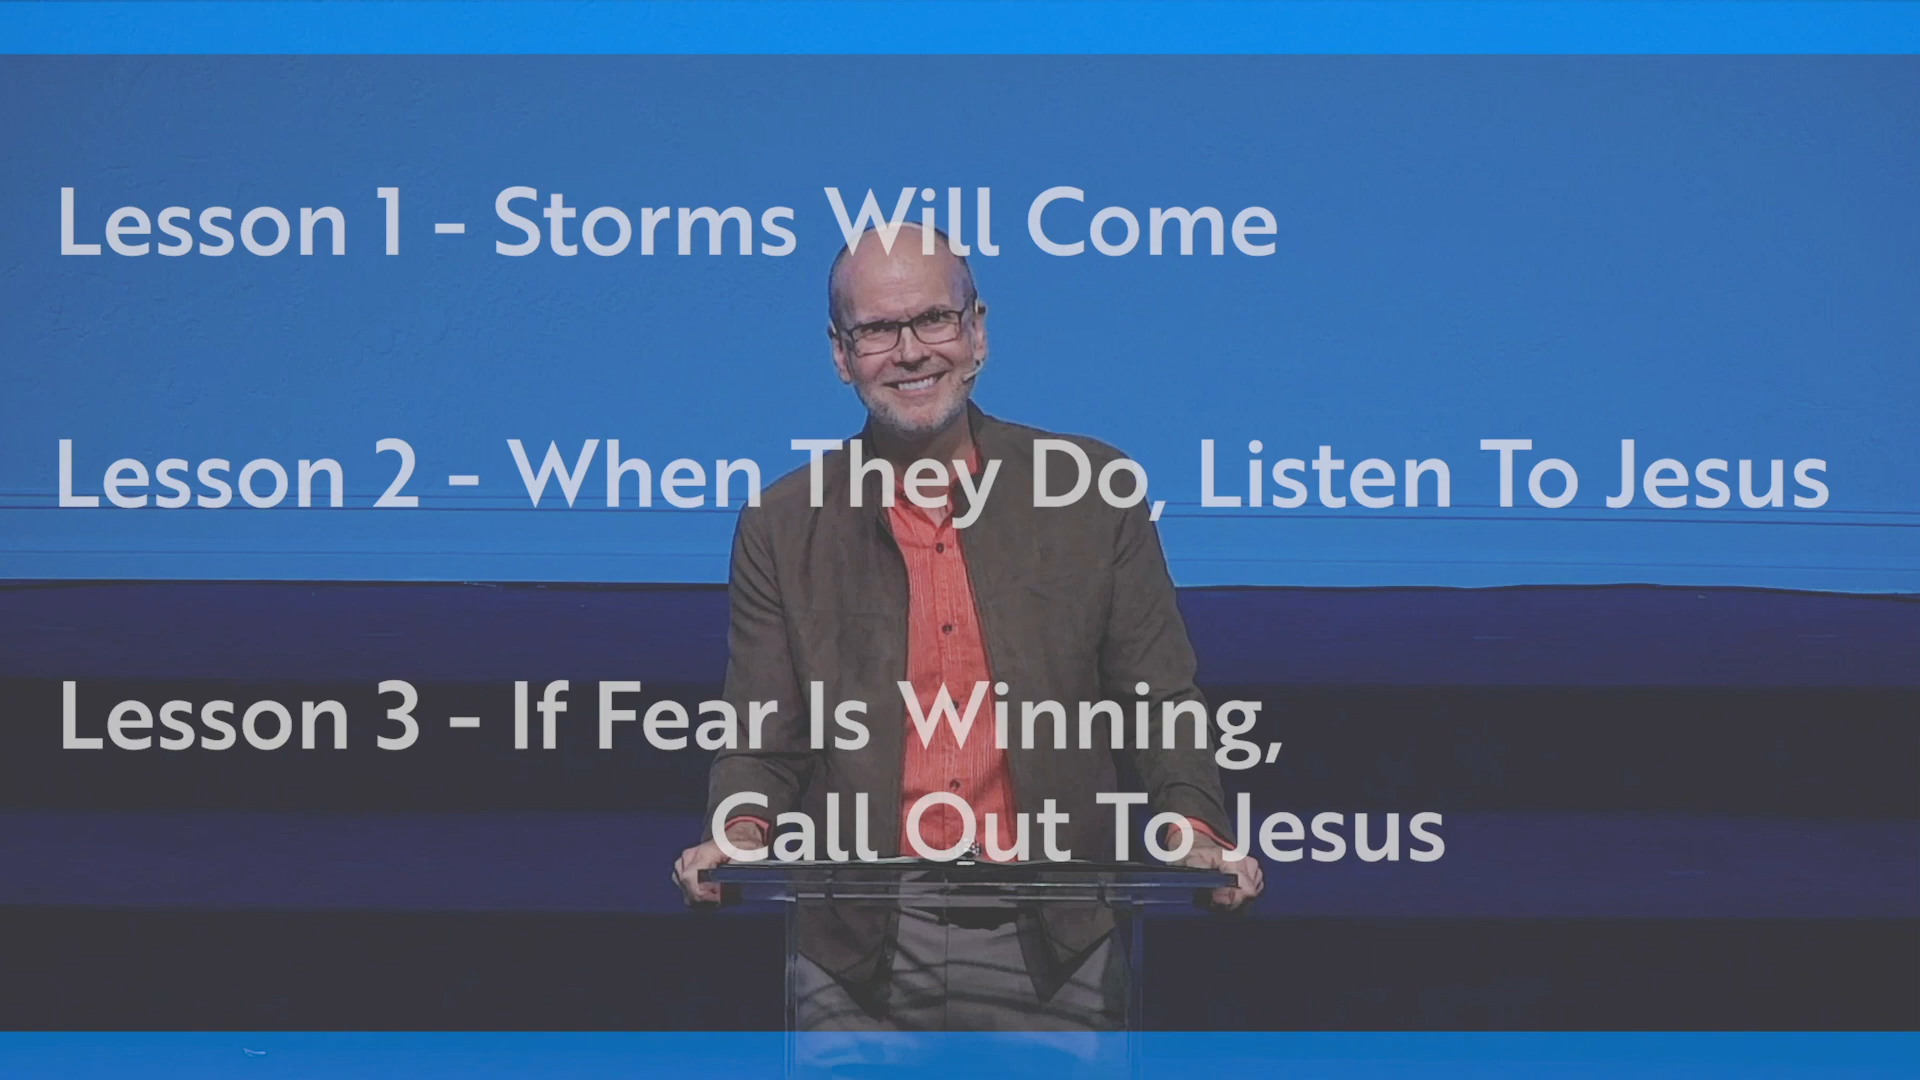 Lesson 1 - Storms Will Come
Lesson 2 - When They Do, Listen To Jesus
Lesson 3 - If Fear Is Winning,
Call Out To Jesus